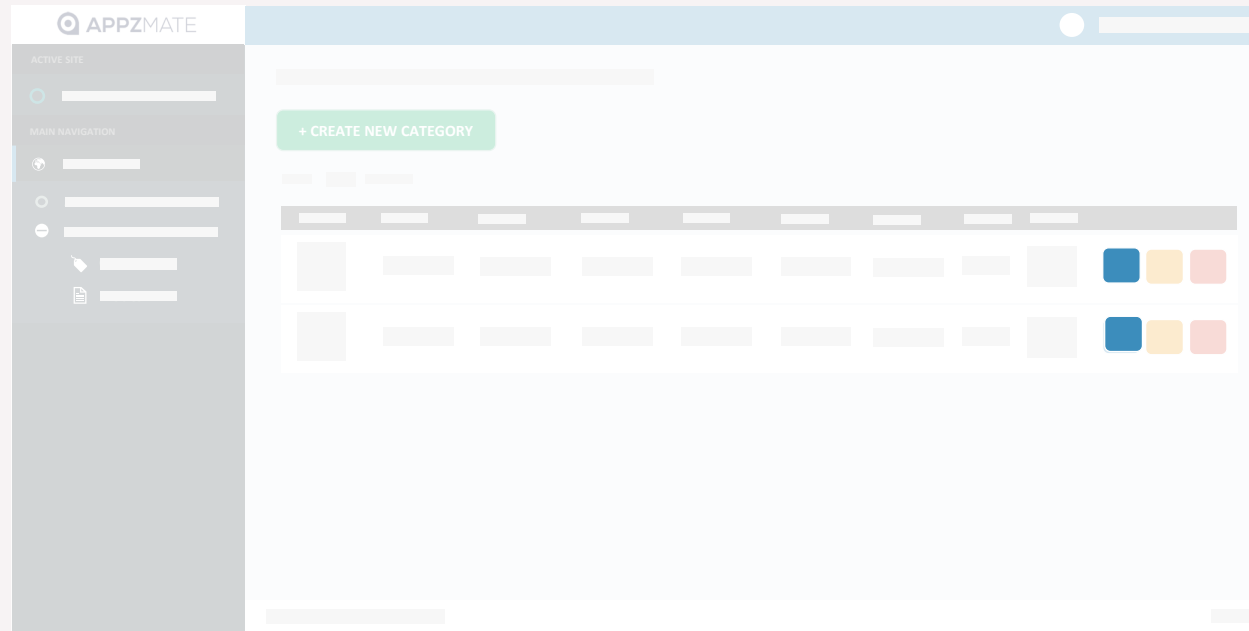 APPZMATE
ACTIVE SITE
MAIN NAVIGATION
+ CREATE NEW CATEGORY